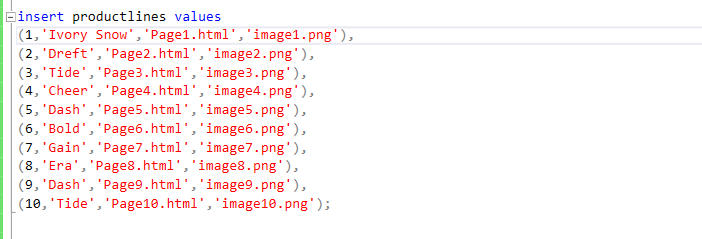 insert productlines values
(1,'Ivory Snow','Page1.html','image1.png'),
(2,'Dreft','Page2.html','image2.png'),
(3,'Tide','Page3.html','image3.png'),
(4,'Cheer','Page4.html','image4.png'),
(5,'Dash','Page5.html','image5.png'),
(6,'Bold','Page6.html','image6.png'),
(7,'Gain','Page7.html','image7.png'),
(8,'Era','Page8.html','image8.png'),
(9,'Dash','Page9.html','image9.png'),
(10,'Tide','Page10.html','image10.png');